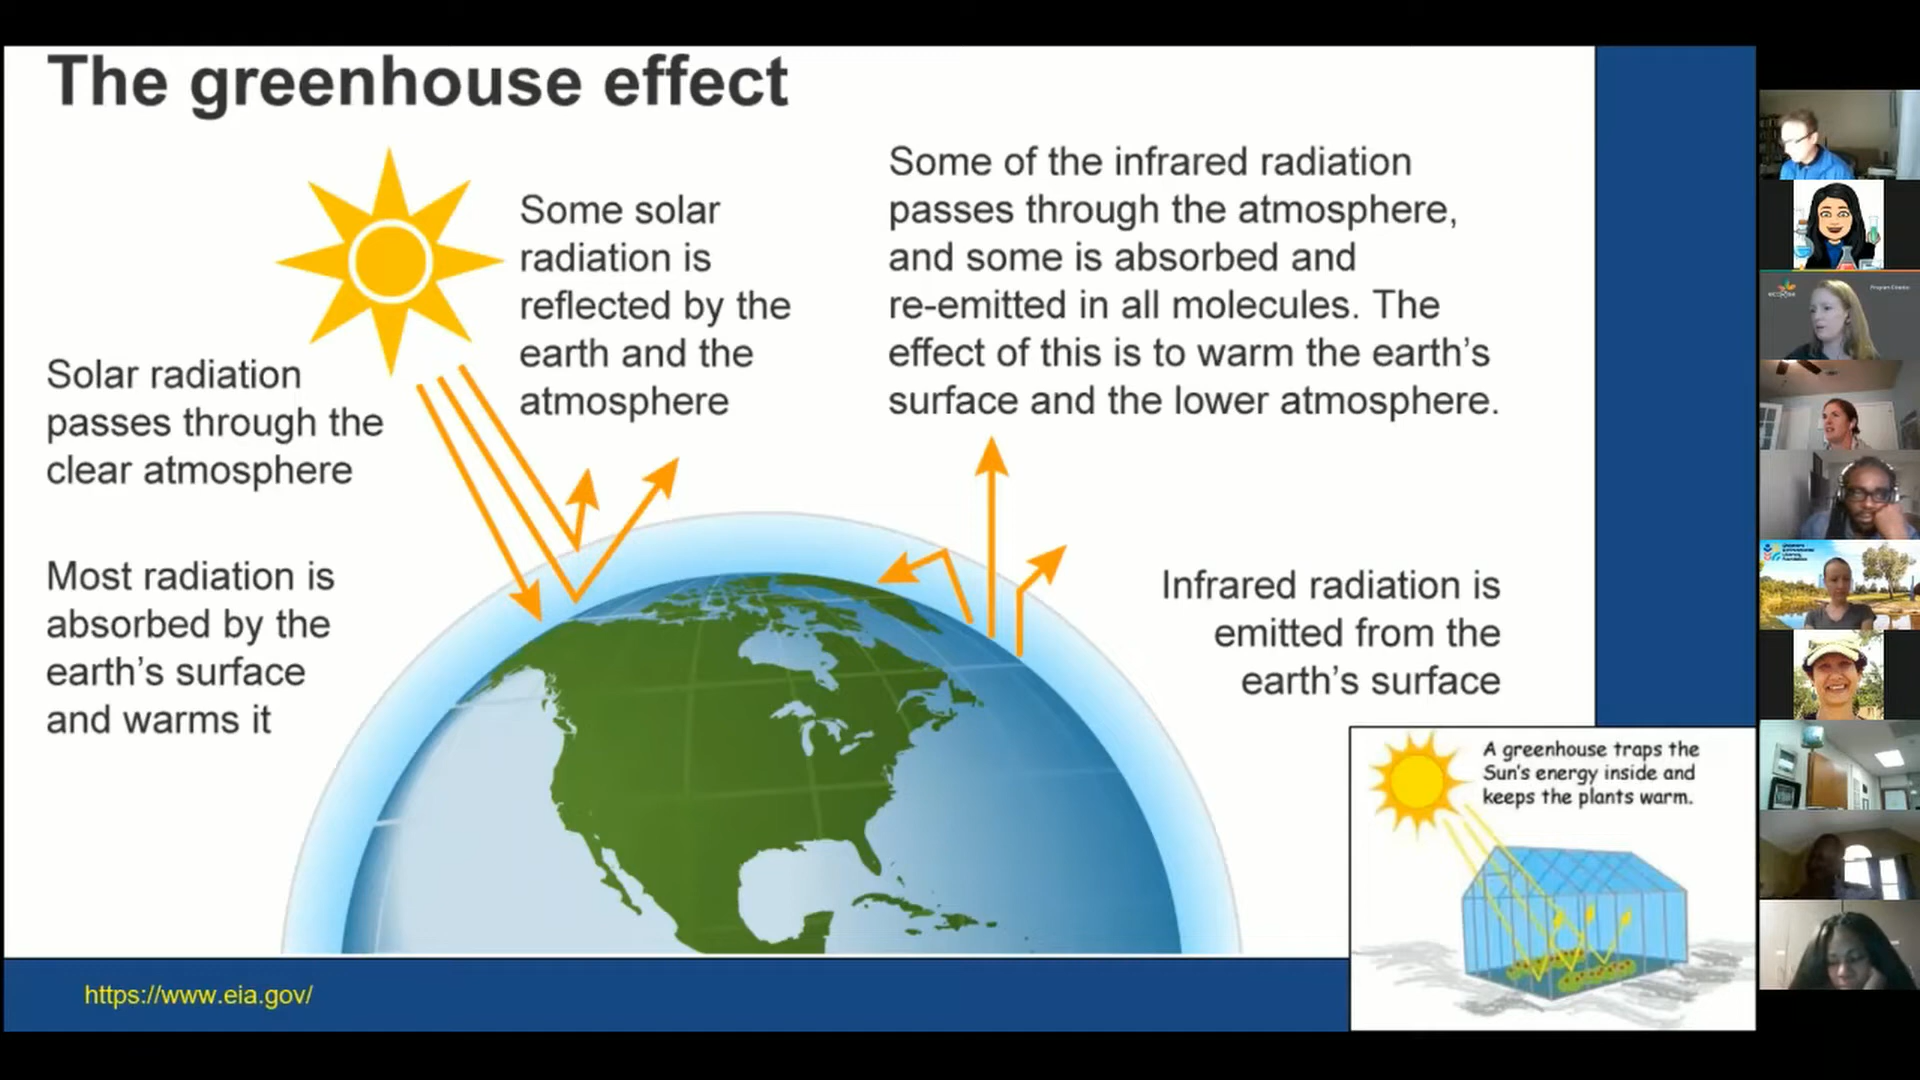 The greenhouse effect
Some solar
radiation is
reflected by the
earth and the
atmosphere
Some of the infrared radiation
passes through the atmosphere,
and some is absorbed and
re-emitted in all molecules. The
effect of this is to warm the earth's
surface and the lower atmosphere.
Solar radiation
passes through the
clear atmosphere
Most radiation is
absorbed by the
earth's surface
and warms it
Infrared radiation is
emitted from the
earth's surface
A greenhouse traps the
Sun's energy inside and
keeps the plants warm.
https://www.eia.gov/